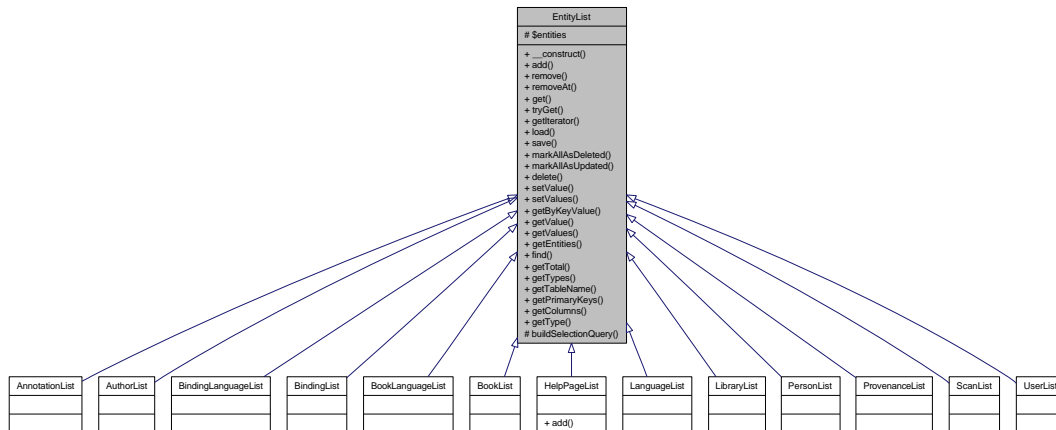 EntityList
# $entities
+ __construct()
+ add()
+ remove()
+ removeAt()
+ get()
+ tryGet()
+ getIterator()
+ load()
+ save()
+ markAllAsDeleted()
+ markAllAsUpdated()
+ delete()
+ setValue()
+ setValues()
+ getByKeyValue()
+ getValue()
+ getValues()
+ getEntities()
+ find()
+ getTotal()
+ getTypes()
+ getTableName()
+ getPrimaryKeys()
+ getColumns()
+ getType()
# buildSelectionQuery()
AnnotationList
AuthorList
BindingLanguageList
BindingList
BookLanguageList
BookList
HelpPageList
+ add()
LanguageList
LibraryList
PersonList
ProvenanceList
ScanList
UserList